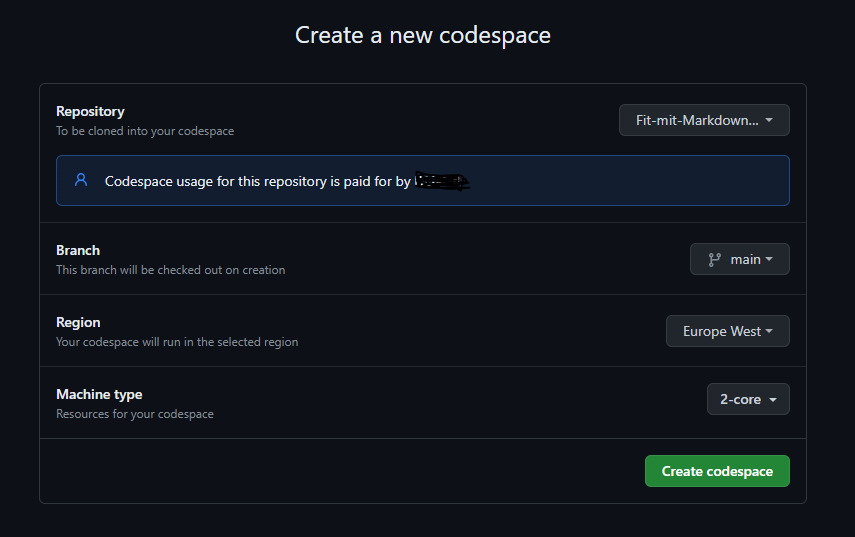 Create a new codespace
Repository
To be cloned into your codespace
Fit-mit-Markdown...
Codespace usage for this repository is paid for by
Branch
This branch will be checked out on creation
main
Region
Your codespace will run in the selected region
Europe West
Machine type
Resources for your codespace
2-core
Create codespace